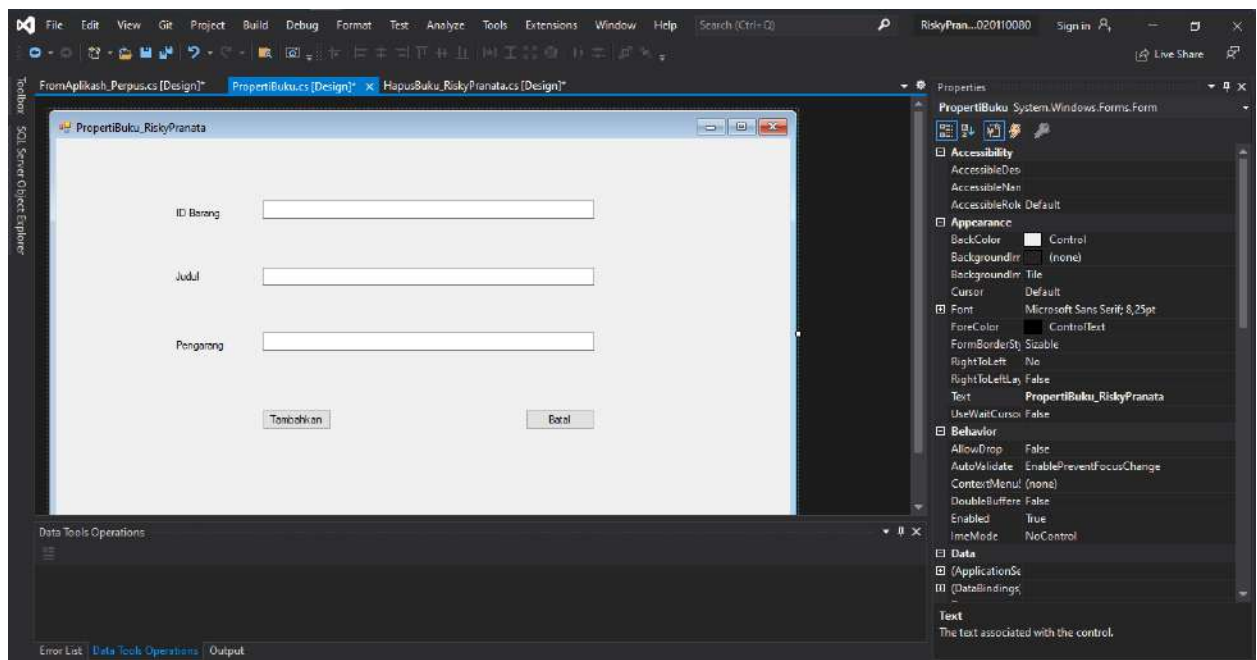 File Edit View Git Project Build Debug Format Test Analyze Tools Extensions Window Help Search (Ctrl+Q) RiskyPran...020110080 Sign in
Live Share
Toolbox
SQL Server Object Explorer
FromAplikash_Perpus.cs [Design]* PropertiBuku.cs [Design]* HapusBuku_RiskyPranata.cs [Design]*
PropertiBuku_RiskyPranata
ID Barang
Judul
Pengarang
Tambahkan Batal
Data Tools Operations
Error List Data Tools Operations Output
Properties
PropertiBuku System.Windows.Forms.Form
Accessibility
AccessibleDes
AccessibleNan
AccessibleRole Default
Appearance
BackColor Control
BackgroundIm (none)
BackgroundIm Tile
Cursor Default
Font Microsoft Sans Serif; 8,25pt
ForeColor ControlText
FormBorderSty Sizable
RightToLeft No
RightToLeftLay False
Text PropertiBuku_RiskyPranata
UseWaitCursor False
Behavior
AllowDrop False
AutoValidate EnablePreventFocusChange
ContextMenuS (none)
DoubleBuffere False
Enabled True
ImeMode NoControl
Data
(ApplicationSe
(DataBindings)
Text
The text associated with the control.